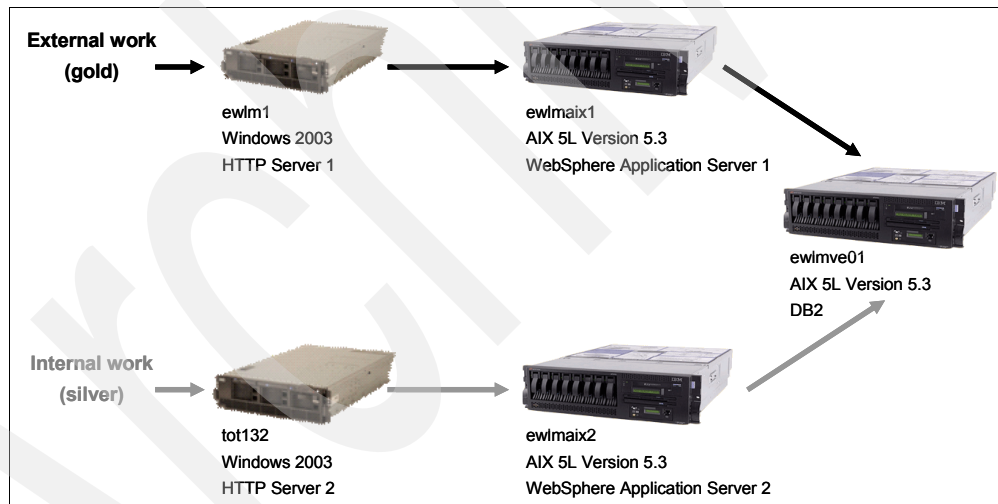 External work
(gold)
ewlm1
Windows 2003
HTTP Server 1
ewlmaix1
AIX 5L Version 5.3
WebSphere Application Server 1
ewlmve01
AIX 5L Version 5.3
DB2
Internal work
(silver)
tot132
Windows 2003
HTTP Server 2
ewlmaix2
AIX 5L Version 5.3
WebSphere Application Server 2